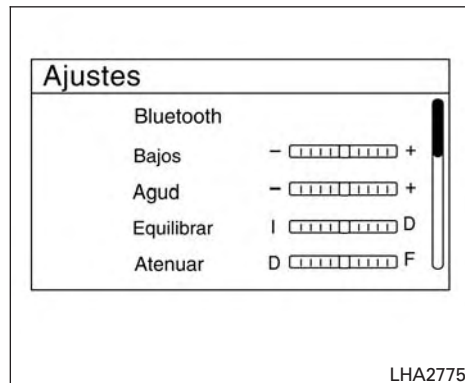 Ajustes
Bluetooth
Bajos - +
Agud - +
Equilibrar I D
Atenuar D F
LHA2775